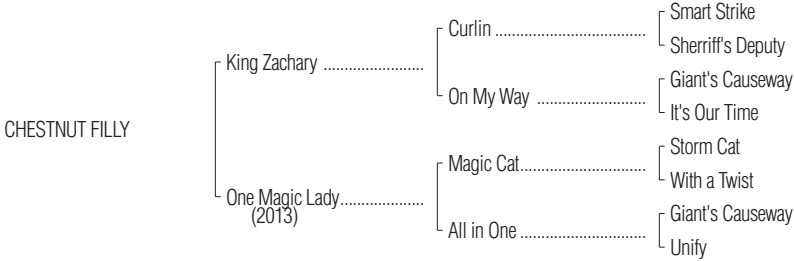 Smart Strike
Curlin ......................................
Sherriff's Deputy
King Zachary .......................
Giant's Causeway
On My Way ...........................
It's Our Time
CHESTNUT FILLY
Storm Cat
Magic Cat................................
With a Twist
One Magic Lady.....................
(2013)
Giant's Causeway
All in One ................................
Unify